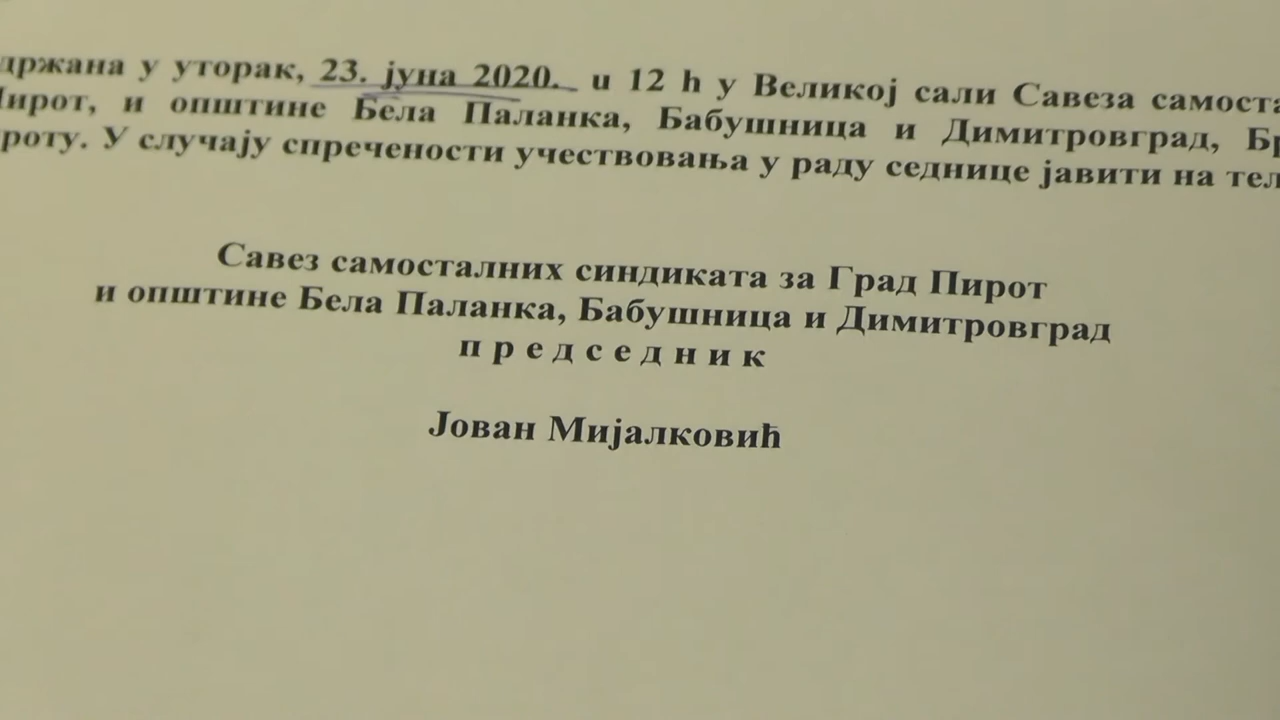 држана у уторак, 23. јуна 2020. u 12 h у Великој сали Савеза самоста
Пирот, и општине Бела Паланка, Бабушница и Димитровград, Бр
роту. У случају спречености учествовања у раду седнице јавити на тел
Савез самосталних синдиката за Град Пирот
и општине Бела Паланка, Бабушница и Димитровград
п р е д с е д н и к
Јован Мијалковић